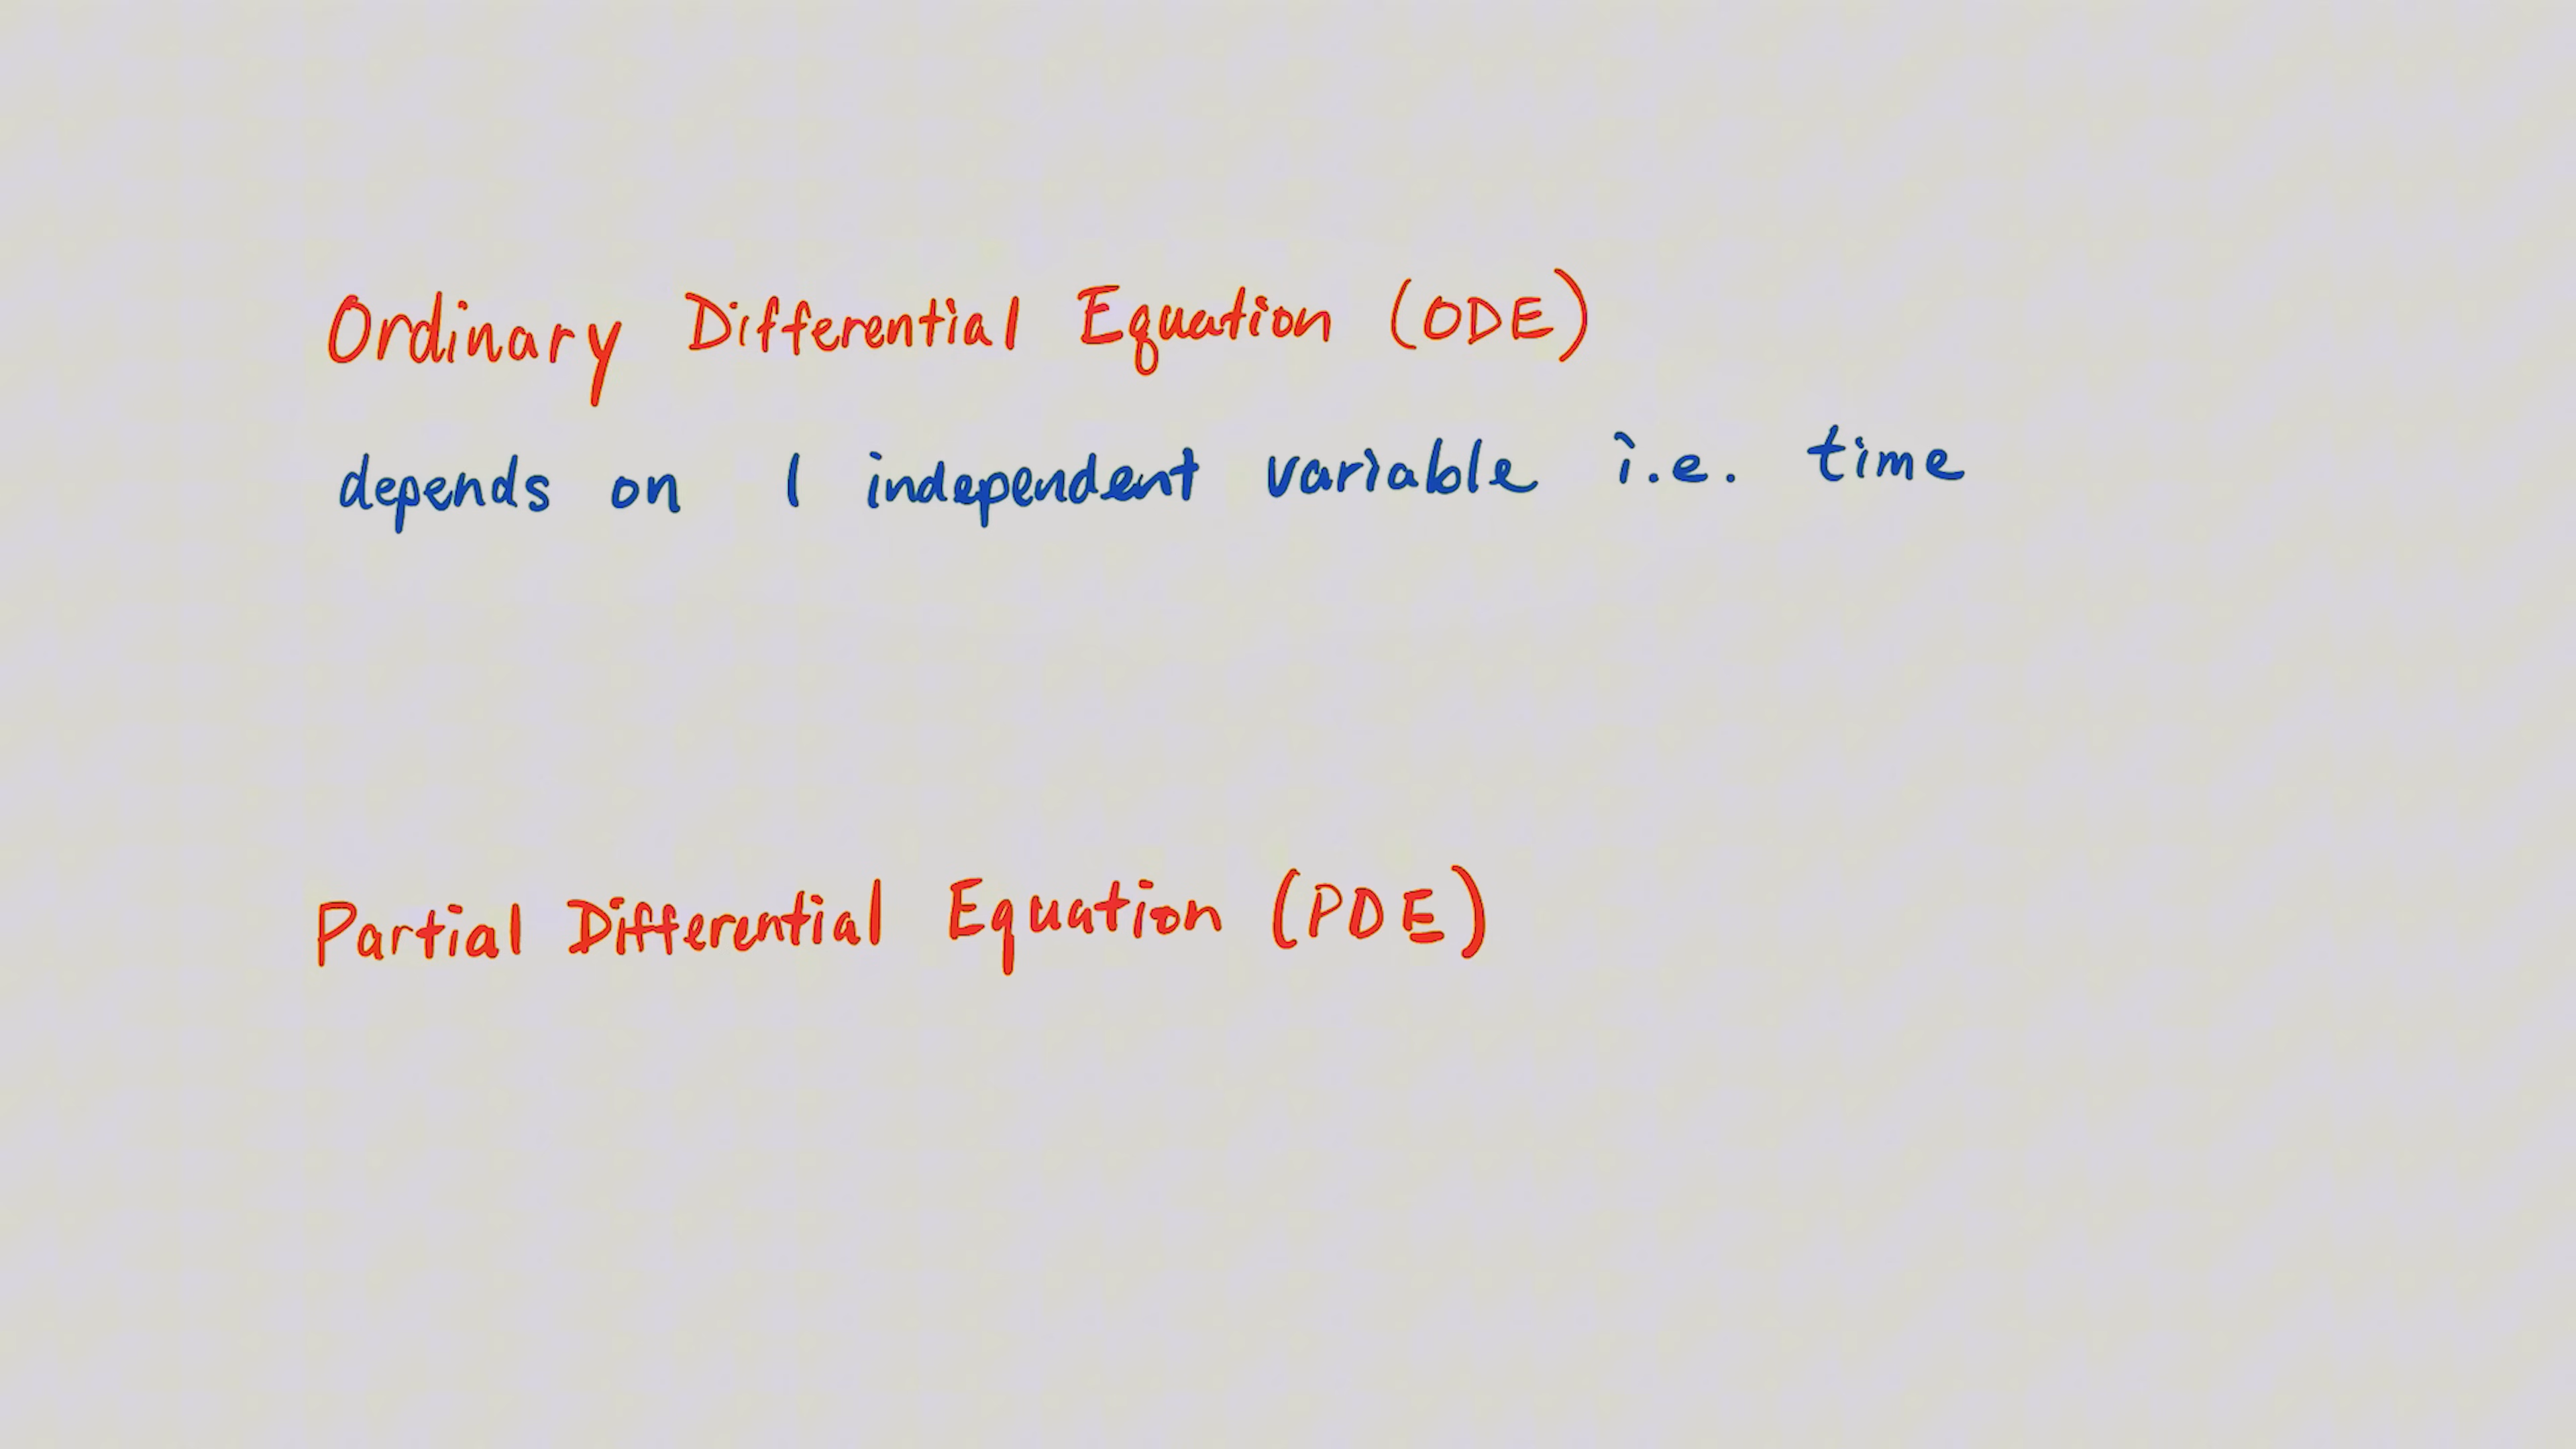 Ordinary Differential Equation (ODE)
depends on 1 independent variable i.e. time
Partial Differential Equation (PDE)